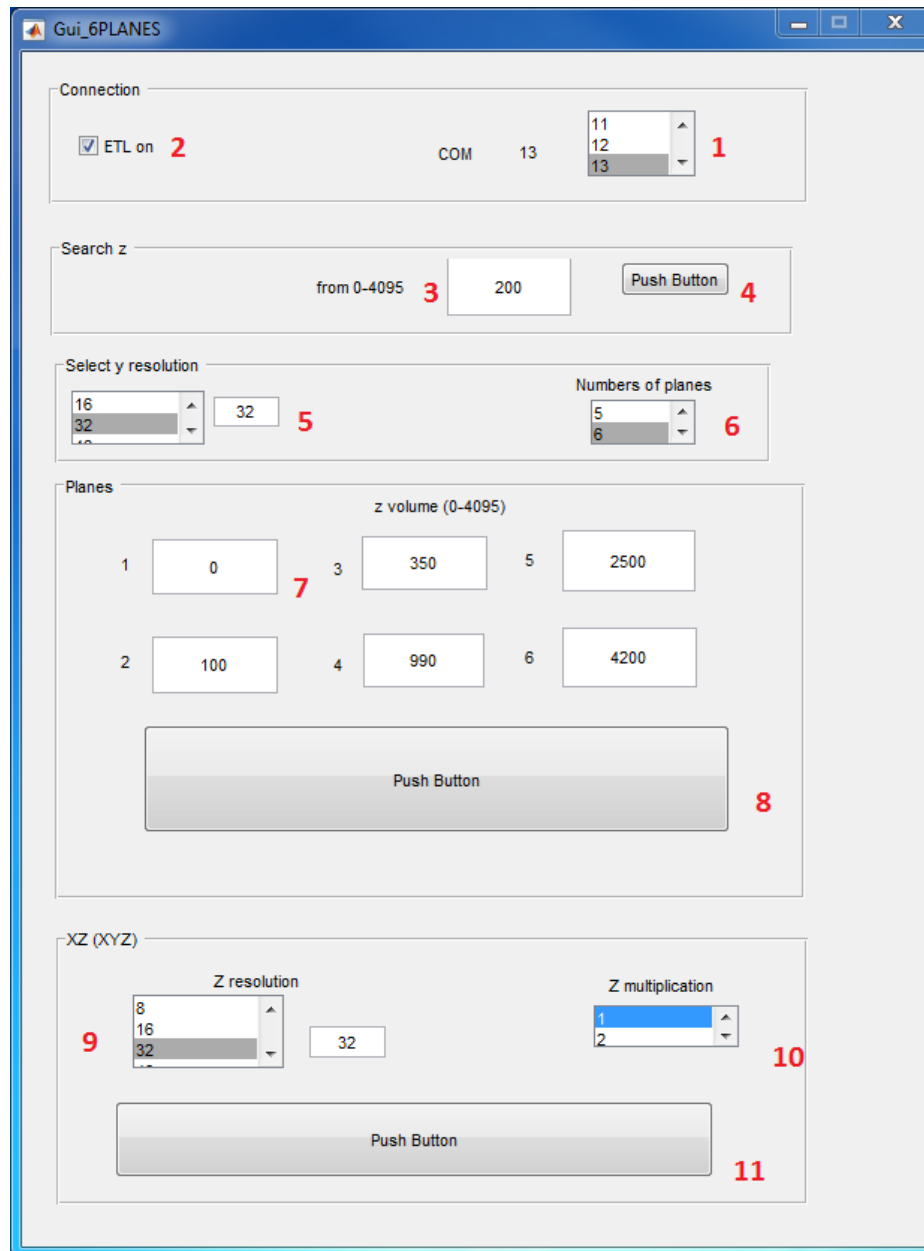 Gui_6PLANES
Connection
ETL on 2
COM 13
11
12
13
1
Search z
from 0-4095 3 200 Push Button 4
Select y resolution
16
32
32 5
Numbers of planes
5
6
6
Planes
z volume (0-4095)
1 0 7 3 350 5 2500
2 100 4 990 6 4200
Push Button
8
XZ (XYZ)
Z resolution
8
16
32
9
32
Z multiplication
1
2
10
Push Button
11